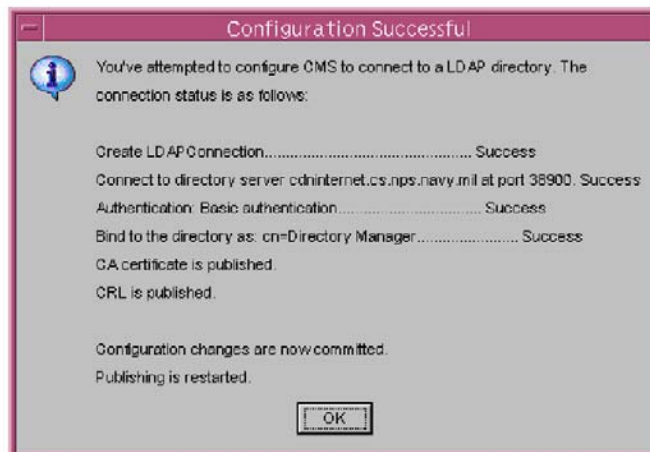 Configuration Successful
You've attempted to configure CMS to connect to a LDAP directory. The
connection status is as follows:
Create LDAPConnection.................................................. Success
Connect to directory server cdninternet.cs.nps.navy.mil at port 38900. Success
Authentication: Basic authentication................................... Success
Bind to the directory as: cn=Directory Manager......................... Success
CA certificate is published.
CRL is published.
Configuration changes are now committed.
Publishing is restarted.
OK